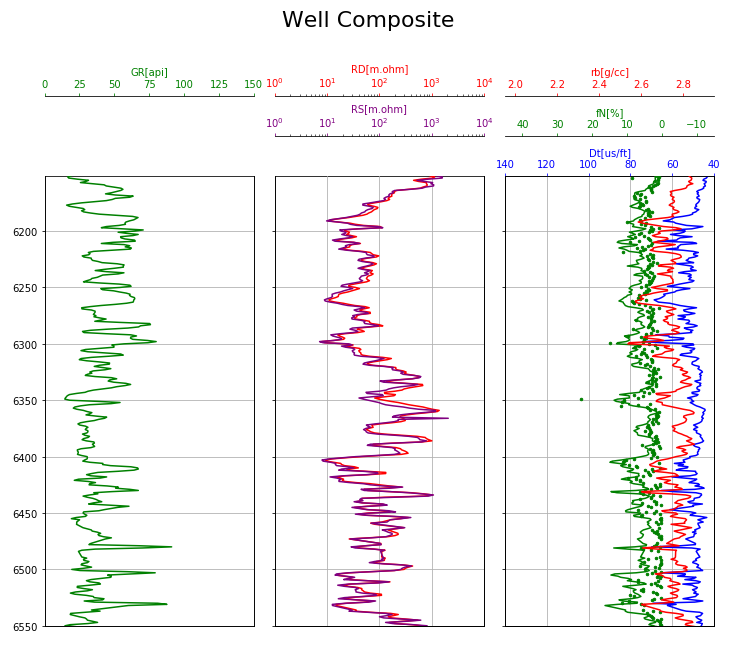 Well Composite
GR[api]
0 25 50 75 100 125 150
RD[m.ohm]
10^0 10^1 10^2 10^3 10^4
RS[m.ohm]
10^0 10^1 10^2 10^3 10^4
rb[g/cc]
2.0 2.2 2.4 2.6 2.8
fN[%]
40 30 20 10 0 −10
Dt[us/ft]
140 120 100 80 60 40
6200
6250
6300
6350
6400
6450
6500
6550